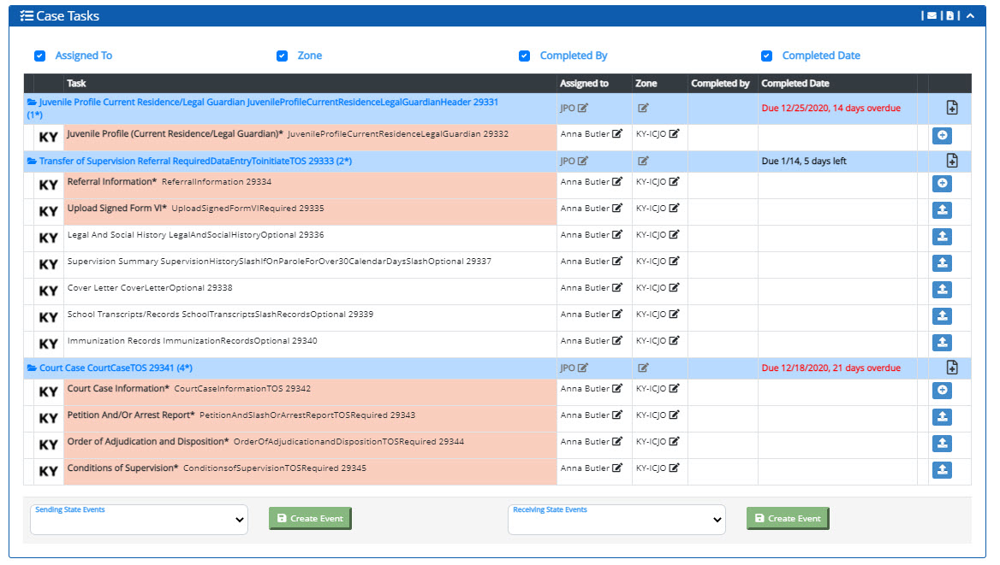 Case Tasks
Assigned To Zone Completed By Completed Date
Task Assigned to Zone Completed by Completed Date
Juvenile Profile Current Residence/Legal Guardian JuvenileProfileCurrentResidenceLegalGuardianHeader 29331
(1*)
JPO Due 12/25/2020, 14 days overdue
KY Juvenile Profile (Current Residence/Legal Guardian)* JuvenileProfileCurrentResidenceLegalGuardian 29332 Anna Butler KY-ICJO
Transfer of Supervision Referral RequiredDataEntryToinitiateTOS 29333 (2*) JPO Due 1/14, 5 days left
KY Referral Information* ReferralInformation 29334 Anna Butler KY-ICJO
KY Upload Signed Form VI* UploadSignedFormVIRequired 29335 Anna Butler KY-ICJO
KY Legal And Social History LegalAndSocialHistoryOptional 29336 Anna Butler KY-ICJO
KY Supervision Summary SupervisionHistorySlashIfOnParoleForOver30CalendarDaysSlashOptional 29337 Anna Butler KY-ICJO
KY Cover Letter CoverLetterOptional 29338 Anna Butler KY-ICJO
KY School Transcripts/Records SchoolTranscriptsSlashRecordsOptional 29339 Anna Butler KY-ICJO
KY Immunization Records ImmunizationRecordsOptional 29340 Anna Butler KY-ICJO
Court Case CourtCaseTOS 29341 (4*) JPO Due 12/18/2020, 21 days overdue
KY Court Case Information* CourtCaseInformationTOS 29342 Anna Butler KY-ICJO
KY Petition And/Or Arrest Report* PetitionAndSlashOrArrestReportTOSRequired 29343 Anna Butler KY-ICJO
KY Order of Adjudication and Disposition* OrderOfAdjudicationandDispositionTOSRequired 29344 Anna Butler KY-ICJO
KY Conditions of Supervision* ConditionsofSupervisionTOSRequired 29345 Anna Butler KY-ICJO
Sending State Events Create Event Receiving State Events Create Event